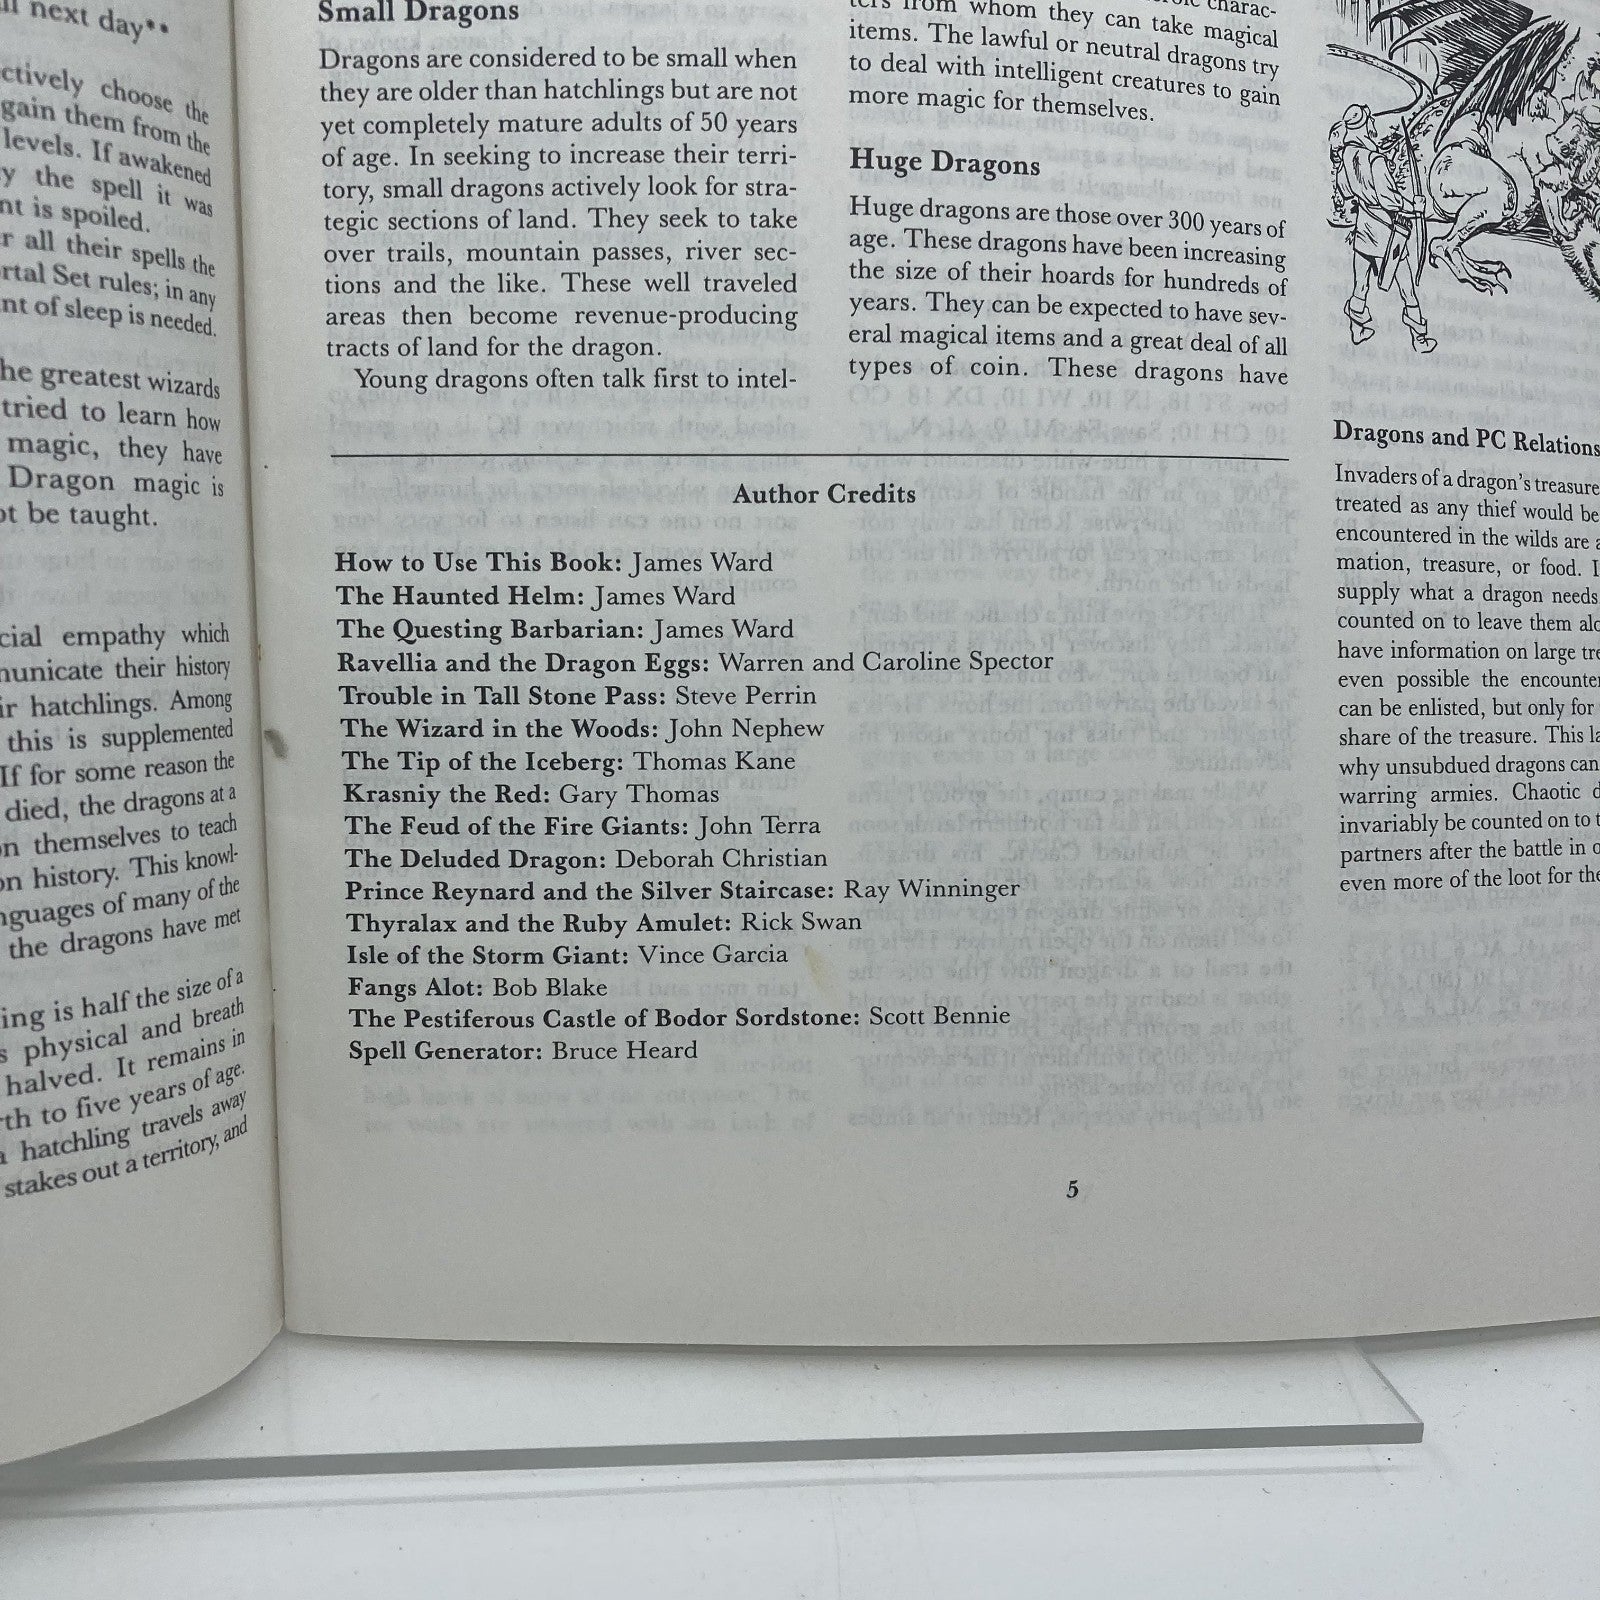 next day**
ctively choose the
gain them from the
levels. If awakened
y the spell it was
nt is spoiled.
r all their spells the
rtal Set rules; in any
nt of sleep is needed.
he greatest wizards
tried to learn how
magic, they have
Dragon magic is
ot be taught.
cial empathy which
municate their history
ir hatchlings. Among
this is supplemented
If for some reason the
died, the dragons at a
on themselves to teach
on history. This knowl-
nguages of many of the
the dragons have met
ing is half the size of a
s physical and breath
halved. It remains in
rth to five years of age.
a hatchling travels away
stakes out a territory, and
Small Dragons
Dragons are considered to be small when
they are older than hatchlings but are not
yet completely mature adults of 50 years
of age. In seeking to increase their terri-
tory, small dragons actively look for stra-
tegic sections of land. They seek to take
over trails, mountain passes, river sec-
tions and the like. These well traveled
areas then become revenue-producing
tracts of land for the dragon.
Young dragons often talk first to intel-
charac-
ters from whom they can take magical
items. The lawful or neutral dragons try
to deal with intelligent creatures to gain
more magic for themselves.
Huge Dragons
Huge dragons are those over 300 years of
age. These dragons have been increasing
the size of their hoards for hundreds of
years. They can be expected to have sev-
eral magical items and a great deal of all
types of coin. These dragons have
Dragons and PC Relations
Invaders of a dragon's treasure
treated as any thief would be
encountered in the wilds are a
mation, treasure, or food. I
supply what a dragon needs
counted on to leave them alo
have information on large tre
even possible the encounter
can be enlisted, but only for
share of the treasure. This la
why unsubdued dragons can
warring armies. Chaotic d
invariably be counted on to t
partners after the battle in o
even more of the loot for the
Author Credits
How to Use This Book: James Ward
The Haunted Helm: James Ward
The Questing Barbarian: James Ward
Ravellia and the Dragon Eggs: Warren and Caroline Spector
Trouble in Tall Stone Pass: Steve Perrin
The Wizard in the Woods: John Nephew
The Tip of the Iceberg: Thomas Kane
Krasniy the Red: Gary Thomas
The Feud of the Fire Giants: John Terra
The Deluded Dragon: Deborah Christian
Prince Reynard and the Silver Staircase: Ray Winninger
Thyralax and the Ruby Amulet: Rick Swan
Isle of the Storm Giant: Vince Garcia
Fangs Alot: Bob Blake
The Pestiferous Castle of Bodor Sordstone: Scott Bennie
Spell Generator: Bruce Heard
5